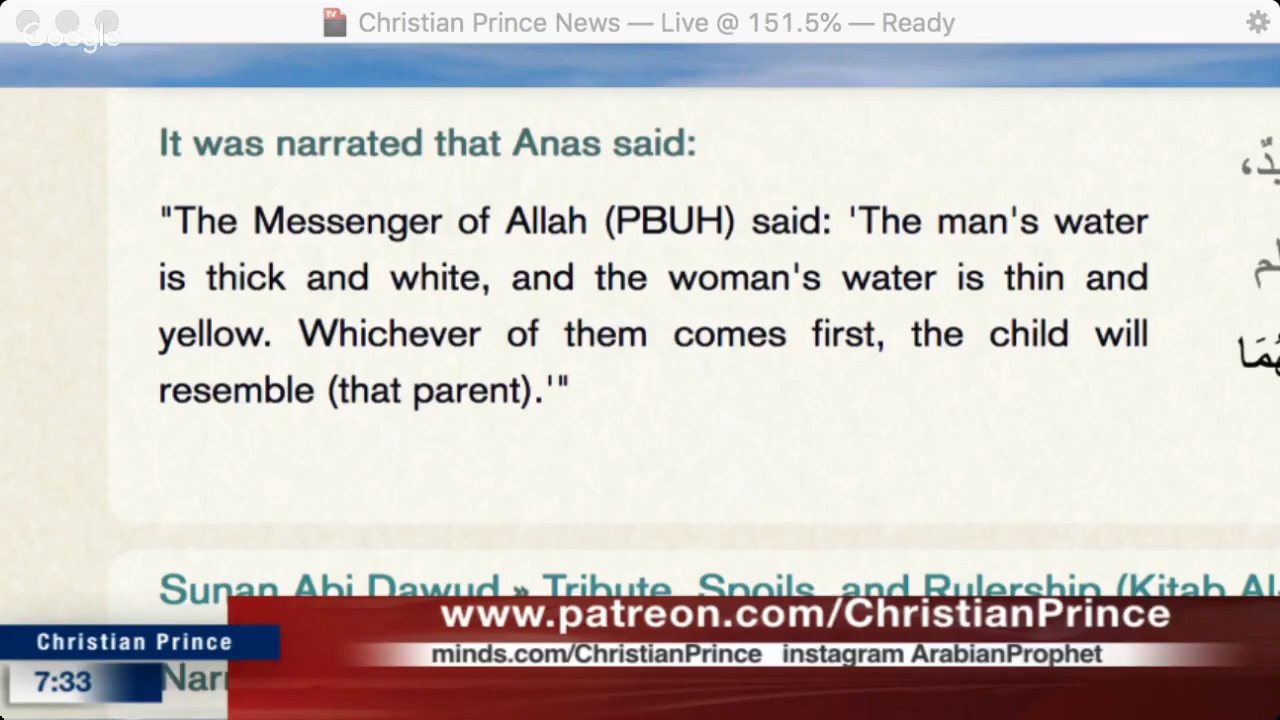 Google
Christian Prince News — Live @ 151.5% — Ready
It was narrated that Anas said:
"The Messenger of Allah (PBUH) said: 'The man's water
is thick and white, and the woman's water is thin and
yellow. Whichever of them comes first, the child will
resemble (that parent).'"
Sunan Abi Dawud » Tribute, Spoils, and Rulership (Kitab Al-
www.patreon.com/ChristianPrince
Christian Prince
minds.com/ChristianPrince instagram ArabianProphet
7:33